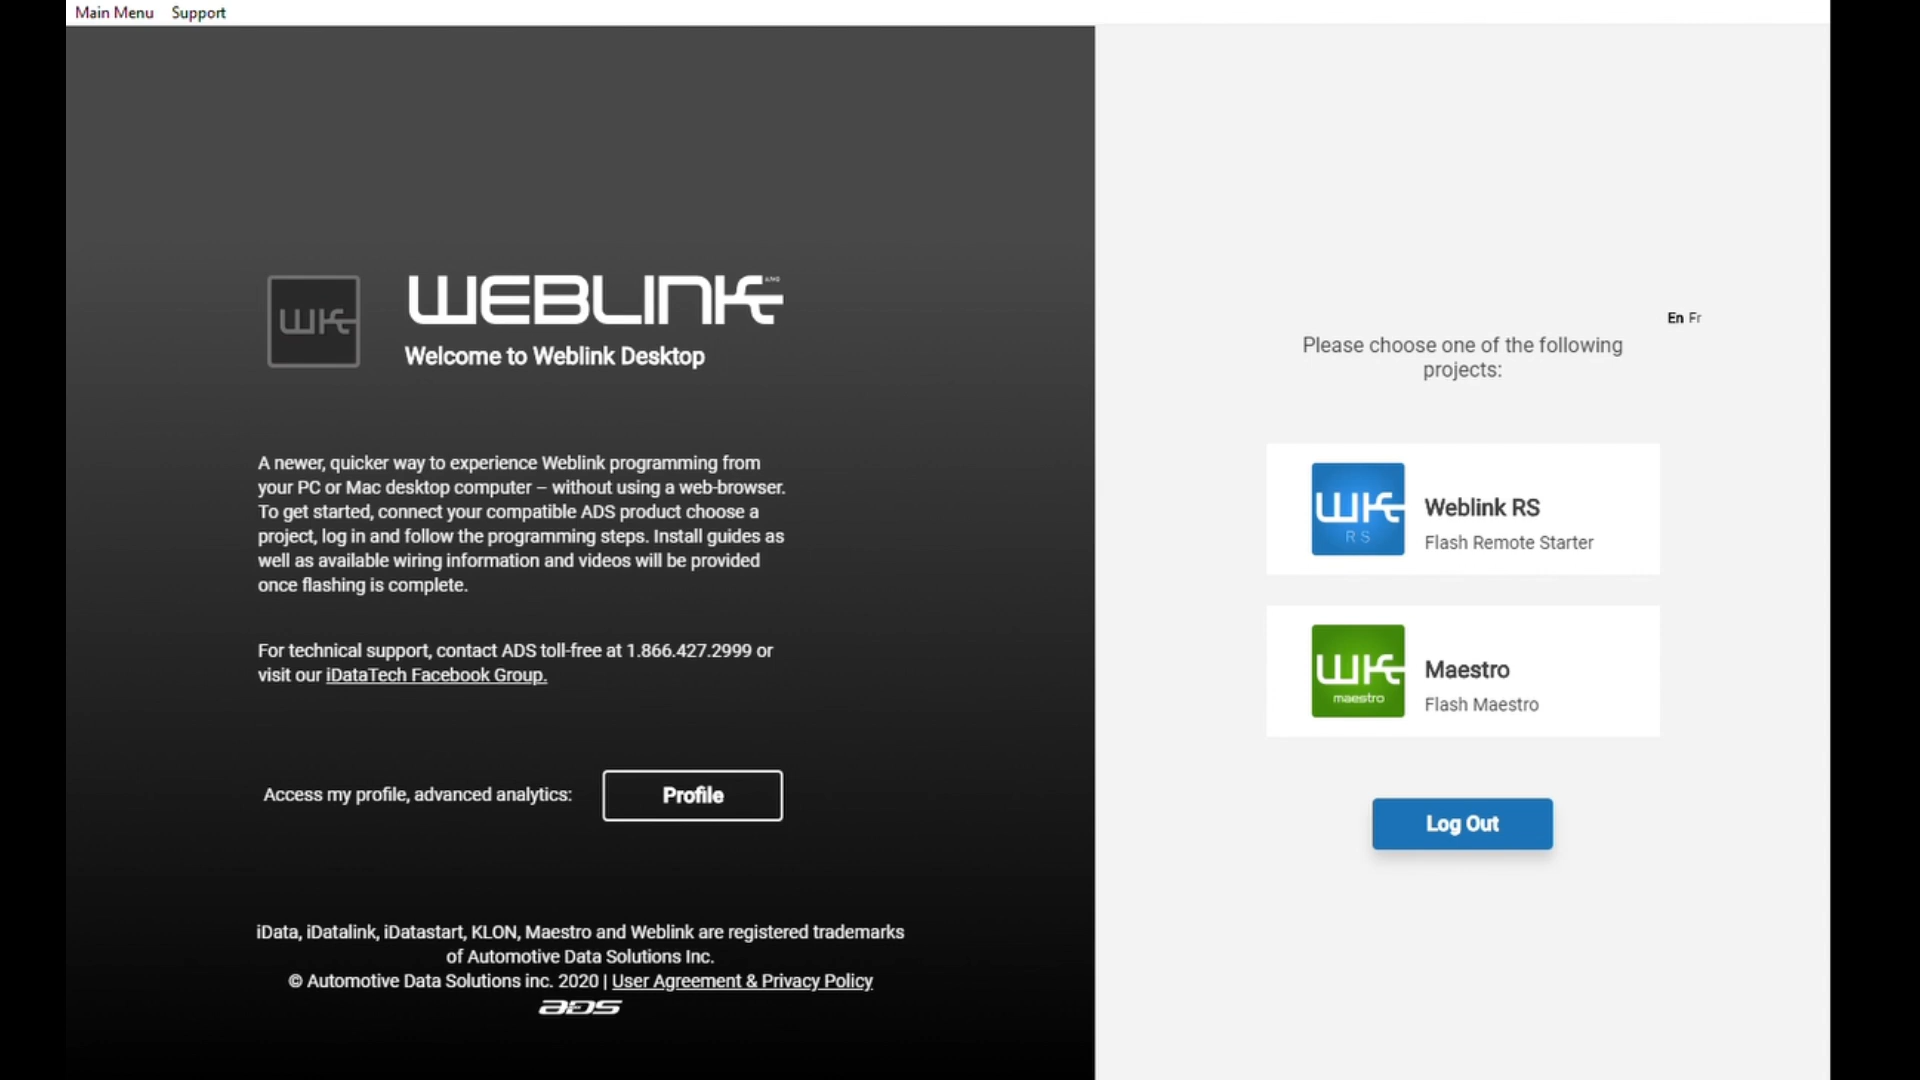 Main Menu Support
WEBLINK
Welcome to Weblink Desktop
A newer, quicker way to experience Weblink programming from
your PC or Mac desktop computer – without using a web-browser.
To get started, connect your compatible ADS product choose a
project, log in and follow the programming steps. Install guides as
well as available wiring information and videos will be provided
once flashing is complete.
For technical support, contact ADS toll-free at 1.866.427.2999 or
visit our iDataTech Facebook Group.
Access my profile, advanced analytics:
Profile
iData, iDatalink, iDatastart, KLON, Maestro and Weblink are registered trademarks
of Automotive Data Solutions Inc.
© Automotive Data Solutions inc. 2020 | User Agreement & Privacy Policy
ADS
En Fr
Please choose one of the following
projects:
RS
Weblink RS
Flash Remote Starter
maestro
Maestro
Flash Maestro
Log Out